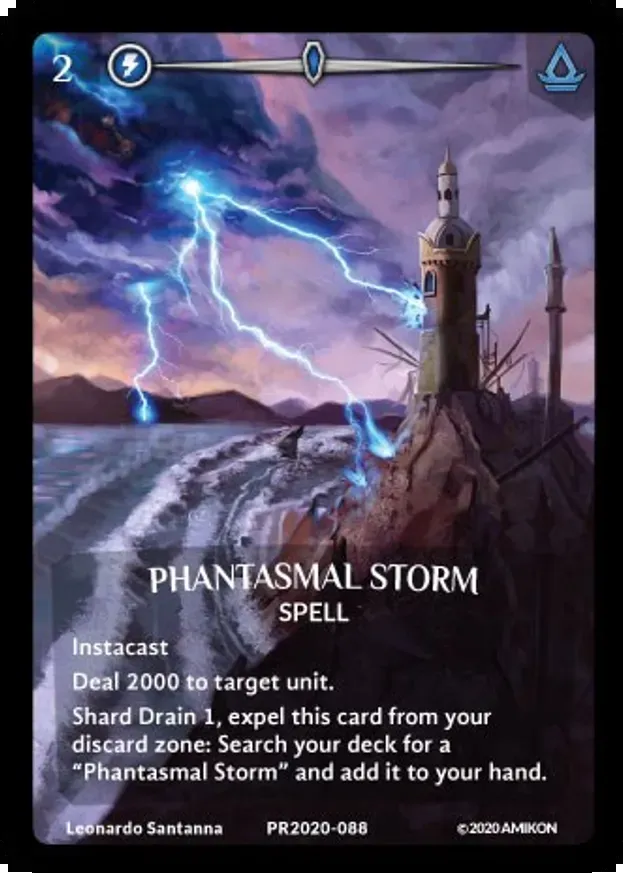 2
PHANTASMAL STORM
SPELL
Instacast
Deal 2000 to target unit.
Shard Drain 1, expel this card from your
discard zone: Search your deck for a
“Phantasmal Storm” and add it to your hand.
Leonardo Santanna PR2020-088 ©2020 AMIKON